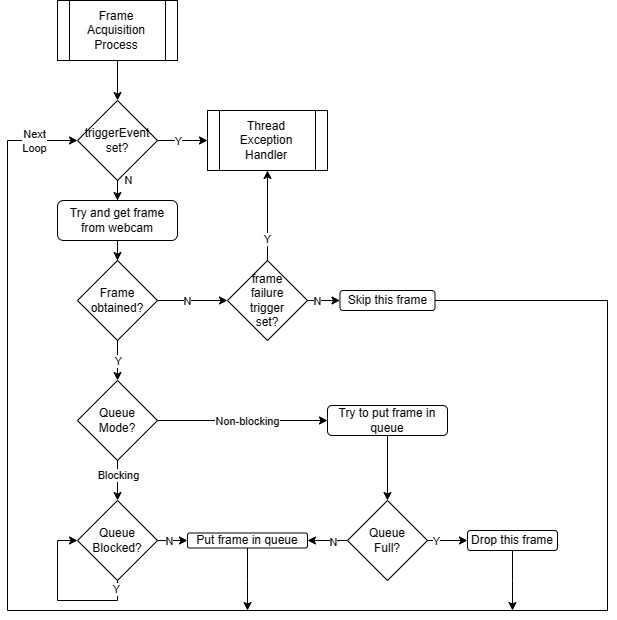 Frame
Acquisition
Process
Next
Loop
triggerEvent
set?
Y
Thread
Exception
Handler
N
Try and get frame
from webcam
Y
Frame
obtained?
N
frame
failure
trigger
set?
N
Skip this frame
Y
Queue
Mode?
Non-blocking
Try to put frame in
queue
Blocking
Queue
Blocked?
N
Put frame in queue
N
Queue
Full?
Y
Drop this frame
Y